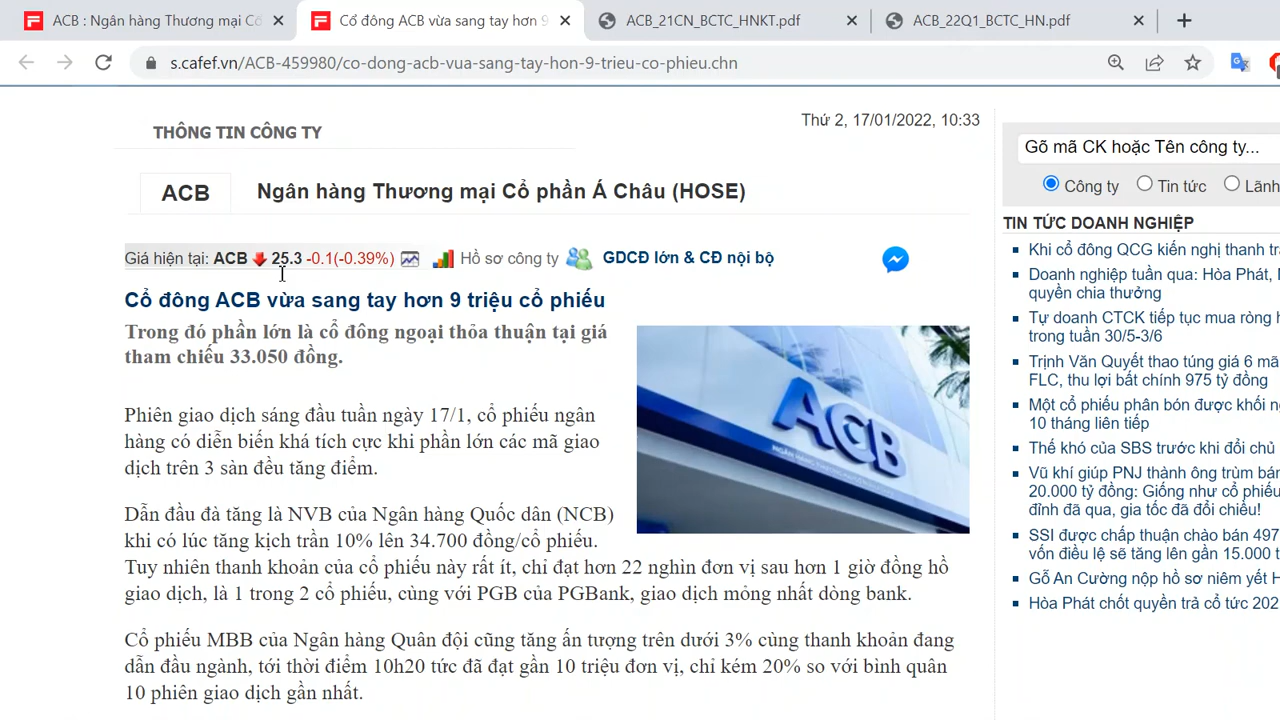 ACB : Ngân hàng Thương mại Cổ
Cổ đông ACB vừa sang tay hơn 9
ACB_21CN_BCTC_HNKT.pdf
ACB_22Q1_BCTC_HN.pdf
s.cafef.vn/ACB-459980/co-dong-acb-vua-sang-tay-hon-9-trieu-co-phieu.chn
THÔNG TIN CÔNG TY
Thứ 2, 17/01/2022, 10:33
ACB
Ngân hàng Thương mại Cổ phần Á Châu (HOSE)
Giá hiện tại: ACB 25.3 -0.1(-0.39%) Hồ sơ công ty GDCĐ lớn & CĐ nội bộ
Cổ đông ACB vừa sang tay hơn 9 triệu cổ phiếu
Trong đó phần lớn là cổ đông ngoại thỏa thuận tại giá
tham chiếu 33.050 đồng.
ACB
Phiên giao dịch sáng đầu tuần ngày 17/1, cổ phiếu ngân
hàng có diễn biến khá tích cực khi phần lớn các mã giao
dịch trên 3 sàn đều tăng điểm.
Dẫn đầu đà tăng là NVB của Ngân hàng Quốc dân (NCB)
khi có lúc tăng kịch trần 10% lên 34.700 đồng/cổ phiếu.
Tuy nhiên thanh khoản của cổ phiếu này rất ít, chỉ đạt hơn 22 nghìn đơn vị sau hơn 1 giờ đồng hồ
giao dịch, là 1 trong 2 cổ phiếu, cùng với PGB của PGBank, giao dịch mỏng nhất dòng bank.
Cổ phiếu MBB của Ngân hàng Quân đội cũng tăng ấn tượng trên dưới 3% cùng thanh khoản đang
dẫn đầu ngành, tới thời điểm 10h20 tức đã đạt gần 10 triệu đơn vị, chỉ kém 20% so với bình quân
10 phiên giao dịch gần nhất.
Gõ mã CK hoặc Tên công ty...
Công ty Tin tức Lãnh
TIN TỨC DOANH NGHIỆP
Khi cổ đông QCG kiến nghị thanh tr
Doanh nghiệp tuần qua: Hòa Phát,
quyền chia thưởng
Tự doanh CTCK tiếp tục mua ròng
trong tuần 30/5-3/6
Trịnh Văn Quyết thao túng giá 6 mã
FLC, thu lợi bất chính 975 tỷ đồng
Một cổ phiếu phân bón được khối
10 tháng liên tiếp
Thế khó của SBS trước khi đổi chủ
Vũ khí giúp PNJ thành ông trùm bán
20.000 tỷ đồng: Giống như cổ phiếu
đỉnh đã qua, gia tốc đã đổi chiều!
SSI được chấp thuận chào bán 497
vốn điều lệ sẽ tăng lên gần 15.000 t
Gỗ An Cường nộp hồ sơ niêm yết H
Hòa Phát chốt quyền trả cổ tức 202